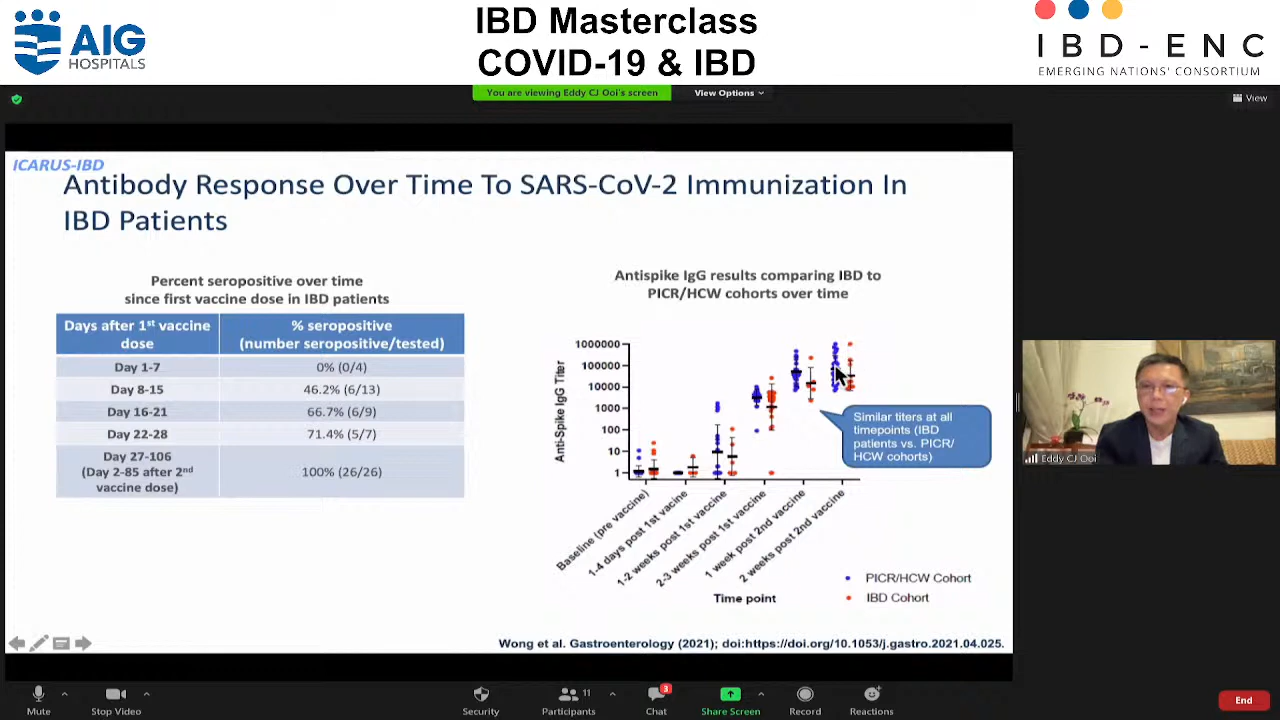 AIG
HOSPITALS
IBD Masterclass
COVID-19 & IBD
IBD-ENC
EMERGING NATIONS' CONSORTIUM
You are viewing Eddy CJ Ooi's screen
View Options
View
ICARUS-IBD
Antibody Response Over Time To SARS-CoV-2 Immunization In
IBD Patients
Percent seropositive over time
since first vaccine dose in IBD patients
Days after 1st vaccine
dose
% seropositive
(number seropositive/tested)
Day 1-7
0% (0/4)
Day 8-15
46.2% (6/13)
Day 16-21
66.7% (6/9)
Day 22-28
71.4% (5/7)
Day 27-106
(Day 2-85 after 2nd
vaccine dose)
100% (26/26)
Antispike IgG results comparing IBD to
PICR/HCW cohorts over time
Anti-Spike IgG Titer
1000000
100000
10000
1000
100
10
1
Similar titers at all
timepoints (IBD
patients vs. PICR/
HCW cohorts)
Baseline (pre vaccine)
1-4 days post 1st vacine
1-2 weeks post 1st vaccine
2-3 weeks post 1st vaccine
1 week post 2nd vaccine
2 weeks post 2nd vaccine
Time point
PICR/HCW Cohort
IBD Cohort
Wong et al. Gastroenterology (2021); doi:https://doi.org/10.1053/j.gastro.2021.04.025.
Eddy CJ Ooi
Mute
Stop Video
Security
Participants
11
Chat
3
Share Screen
Record
Reactions
End